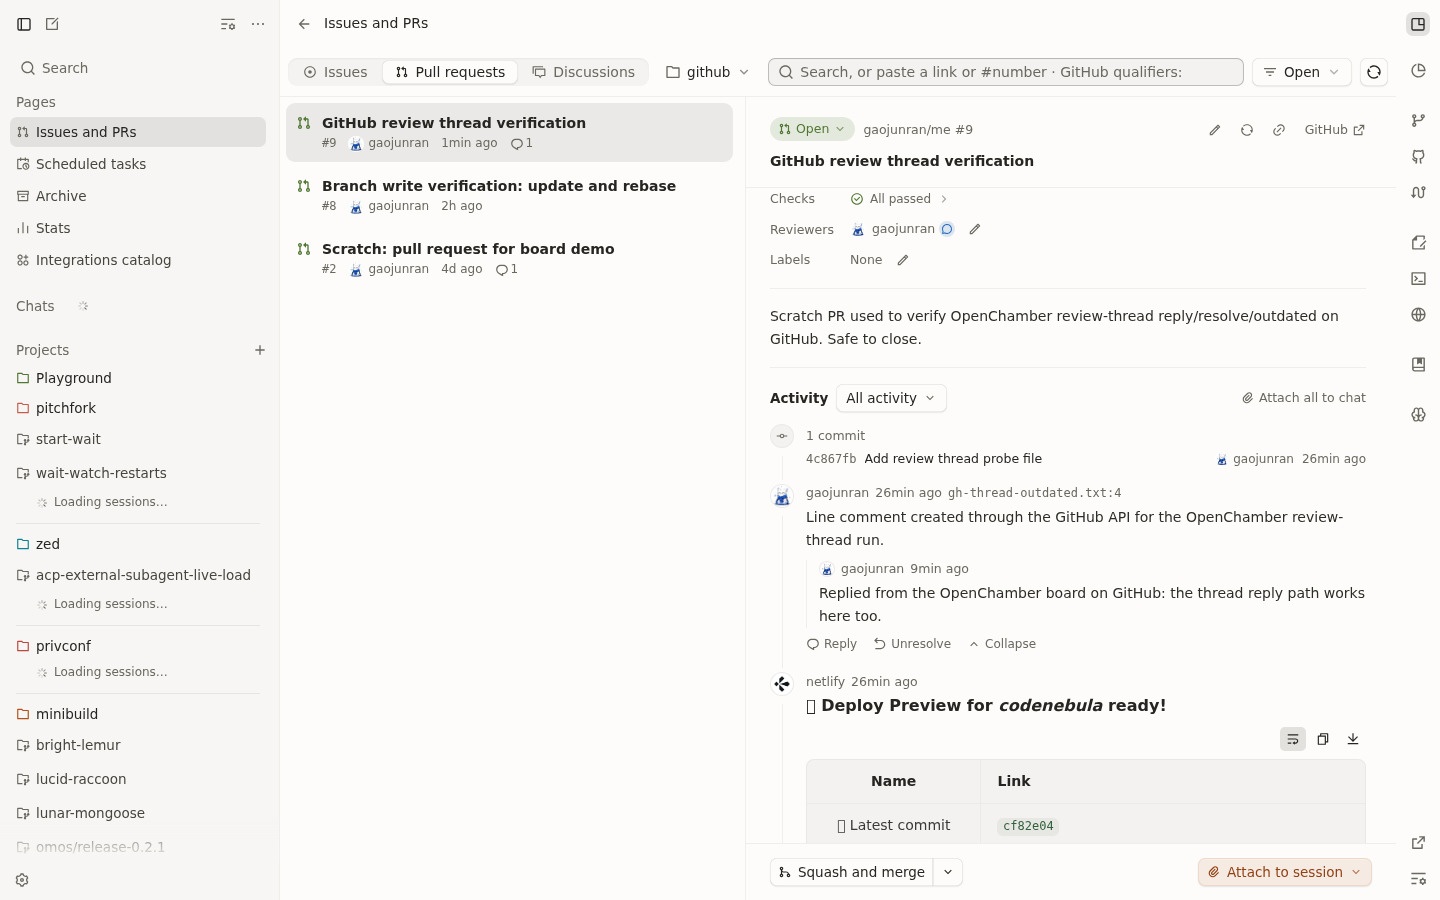 Issues and PRs
Search
Pages
Issues and PRs
Scheduled tasks
Archive
Stats
Integrations catalog
Chats
Projects
Playground
pitchfork
start-wait
wait-watch-restarts
Loading sessions...
zed
acp-external-subagent-live-load
Loading sessions...
privconf
Loading sessions...
minibuild
bright-lemur
lucid-raccoon
lunar-mongoose
omos/release-0.2.1
Issues
Pull requests
Discussions
github
Search, or paste a link or #number · GitHub qualifiers:
Open
GitHub review thread verification
#9 gaojunran 1min ago 1
Branch write verification: update and rebase
#8 gaojunran 2h ago
Scratch: pull request for board demo
#2 gaojunran 4d ago 1
Open gaojunran/me #9 GitHub
GitHub review thread verification
Checks All passed
Reviewers gaojunran
Labels None
Scratch PR used to verify OpenChamber review-thread reply/resolve/outdated on
GitHub. Safe to close.
Activity All activity Attach all to chat
1 commit
4c867fb Add review thread probe file gaojunran 26min ago
gaojunran 26min ago gh-thread-outdated.txt:4
Line comment created through the GitHub API for the OpenChamber review-
thread run.
gaojunran 9min ago
Replied from the OpenChamber board on GitHub: the thread reply path works
here too.
Reply Unresolve Collapse
netlify 26min ago
Deploy Preview for codenebula ready!
Name Link
Latest commit cf82e04
Squash and merge
Attach to session